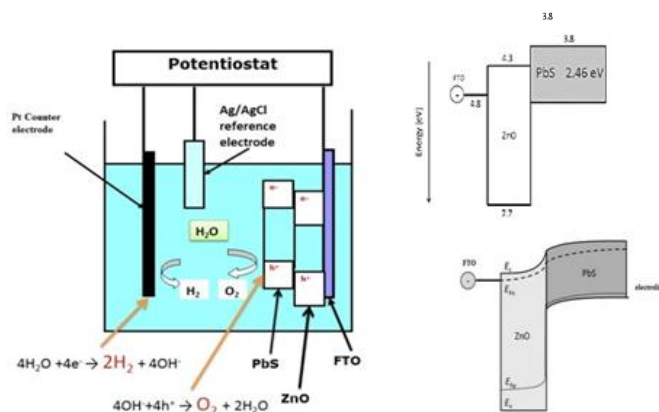 Potentiostat
Pt Counter
electrode
Ag/AgCl
reference
electrode
e-
e-
H₂O
h⁺
h⁺
H₂
O₂
PbS
ZnO
FTO
4H₂O +4e⁻→ 2H₂ + 4OH⁻
4OH⁻+4h⁺ → O₂ + 2H₂O
3.8
3.8
4.3
PbS 2.46 eV
FTO
4.8
Energy (eV)
ZnO
7.7
FTO
PbS
ZnO